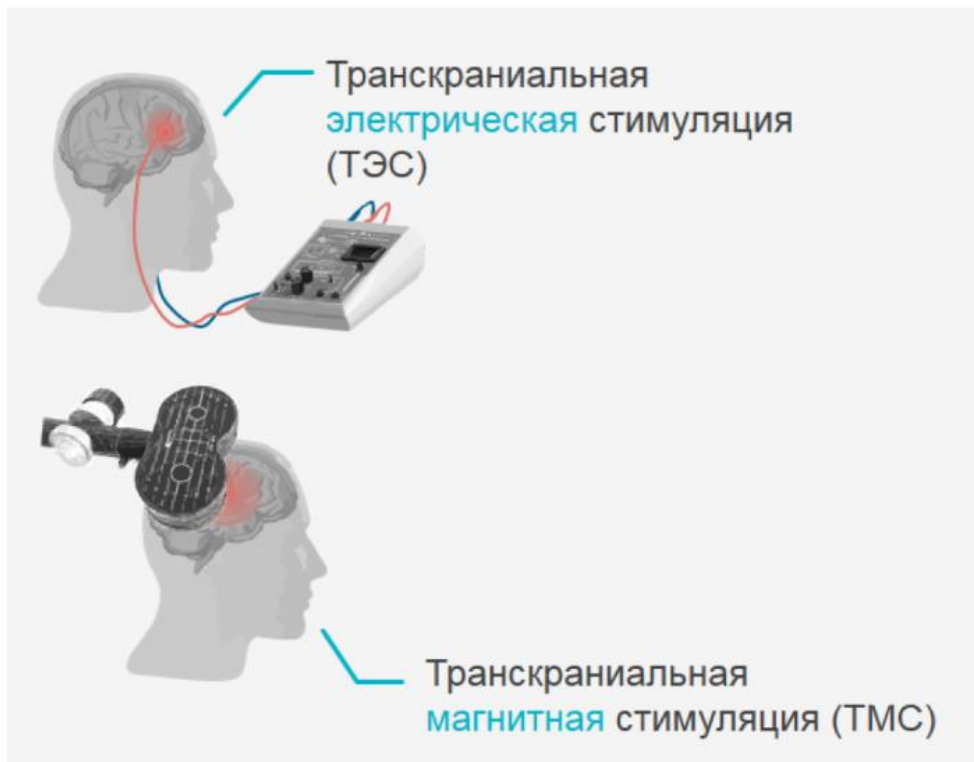 Транскраниальная
электрическая стимуляция
(ТЭС)
Транскраниальная
магнитная стимуляция (ТМС)